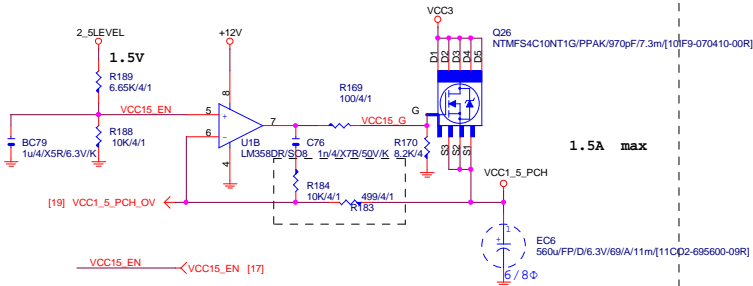 VCC3
2_5LEVEL
+12V
Q26
NTMFS4C10NT1G/PPAK/970pF/7.3m/[101F9-070410-00R]
1.5V
D1
D2
D3
D4
D5
R189
6.65K/4/1
R169
100/4/1
VCC15_EN
5
8
7
VCC15_G
G
6
4
R188
10K/4/1
BC79
1u/4/X5R/6.3V/K
U1B
LM358DR/SO8
C76
1n/4/X7R/50V/K
R170
8.2K/4
S3
S2
S1
1.5A max
VCC1_5_PCH
R184
10K/4/1
499/4/1
R183
[19] VCC1_5_PCH_OV
1
EC6
560u/FP/D/6.3V/69/A/11m/[11CO2-695600-09R]
6/8Φ
VCC15_EN
VCC15_EN [17]